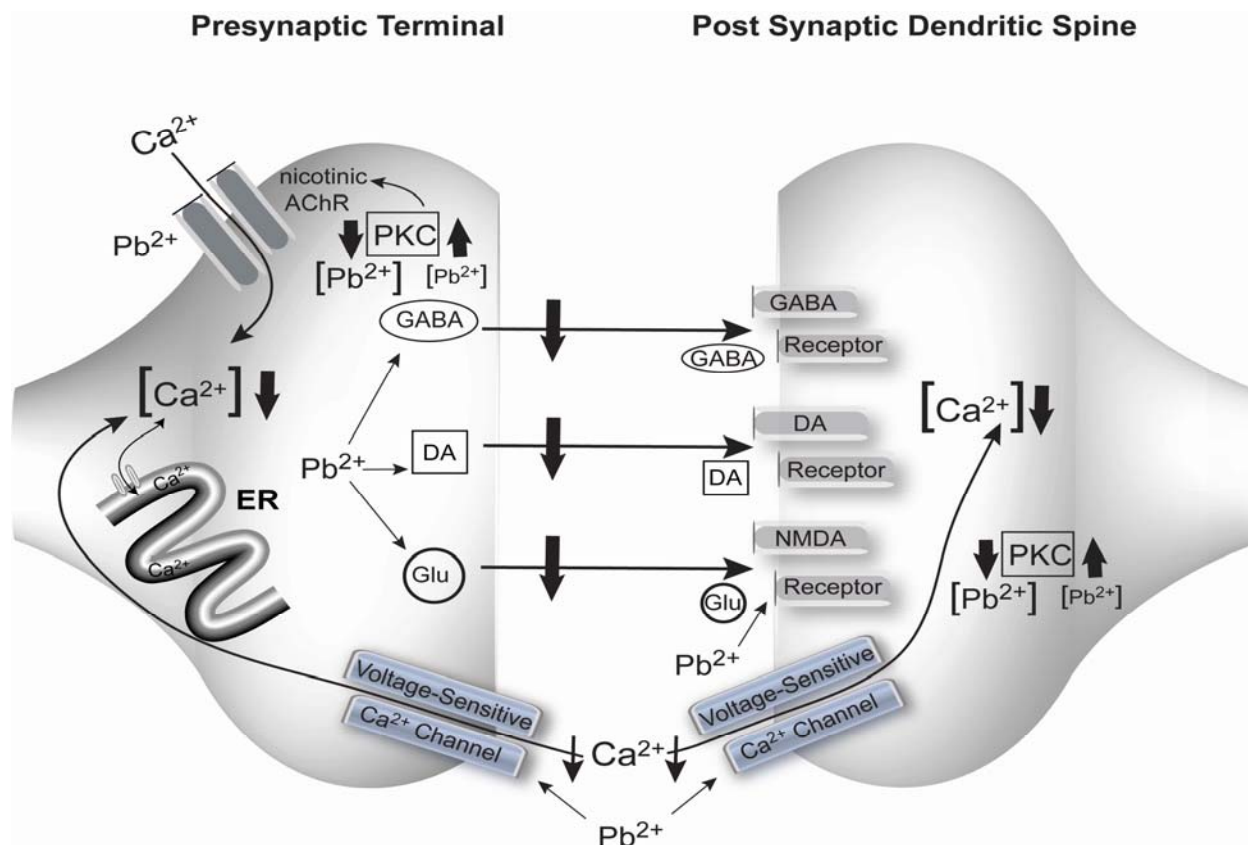 Presynaptic Terminal
Post Synaptic Dendritic Spine
Ca²⁺
Pb²⁺
nicotinic
AChR
PKC
[Pb²⁺]
[Pb²⁺]
GABA
[Ca²⁺]
Pb²⁺
DA
Glu
Ca²⁺
ER
Ca²⁺
Voltage-Sensitive
Ca²⁺ Channel
GABA
GABA
Receptor
DA
DA
Receptor
NMDA
Glu
Receptor
Pb²⁺
[Ca²⁺]
PKC
[Pb²⁺]
[Pb²⁺]
Voltage-Sensitive
Ca²⁺ Channel
Ca²⁺
Pb²⁺